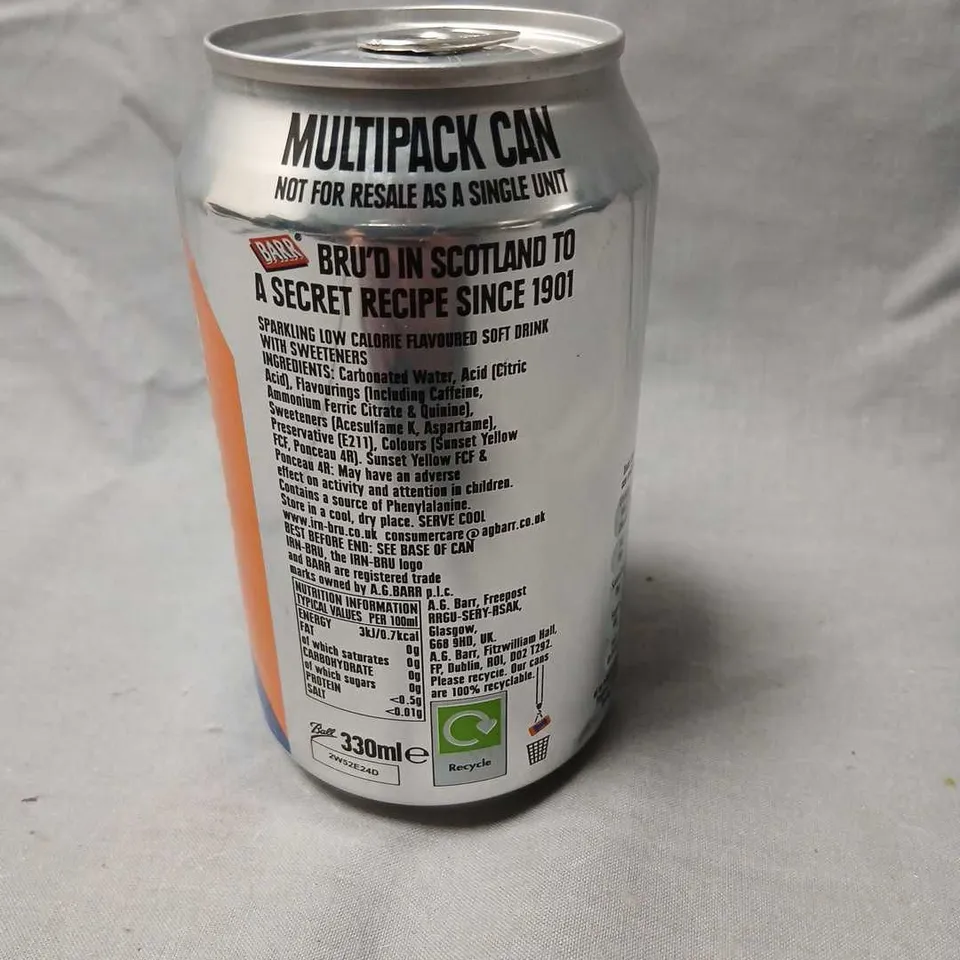 MULTIPACK CAN
NOT FOR RESALE AS A SINGLE UNIT
BARR® BRU'D IN SCOTLAND TO
A SECRET RECIPE SINCE 1901
SPARKLING LOW CALORIE FLAVOURED SOFT DRINK
WITH SWEETENERS
INGREDIENTS: Carbonated Water, Acid (Citric
Acid), Flavourings (Including Caffeine,
Ammonium Ferric Citrate & Quinine),
Sweeteners (Acesulfame K, Aspartame),
Preservative (E211), Colours (Sunset Yellow
FCF, Ponceau 4R). Sunset Yellow FCF &
Ponceau 4R: May have an adverse
effect on activity and attention in children.
Contains a source of Phenylalanine.
Store in a cool, dry place. SERVE COOL
www.irn-bru.co.uk consumercare@agbarr.co.uk
BEST BEFORE END: SEE BASE OF CAN
IRN-BRU, the IRN-BRU logo
and BARR are registered trade
marks owned by A.G.BARR p.l.c.
NUTRITION INFORMATION
TYPICAL VALUES PER 100ml
ENERGY 3kJ/0.7kcal
FAT 0g
of which saturates 0g
CARBOHYDRATE 0g
of which sugars 0g
PROTEIN <0.5g
SALT <0.01g
A.G. Barr, Freepost
RRGU-SERY-RSAK,
Glasgow,
G68 9HD, UK.
A.G. Barr, Fitzwilliam Hall,
FP, Dublin, ROI, D02 T292.
Please recycle. Our cans
are 100% recyclable.
Ball 330ml e
2W52E24D
Recycle